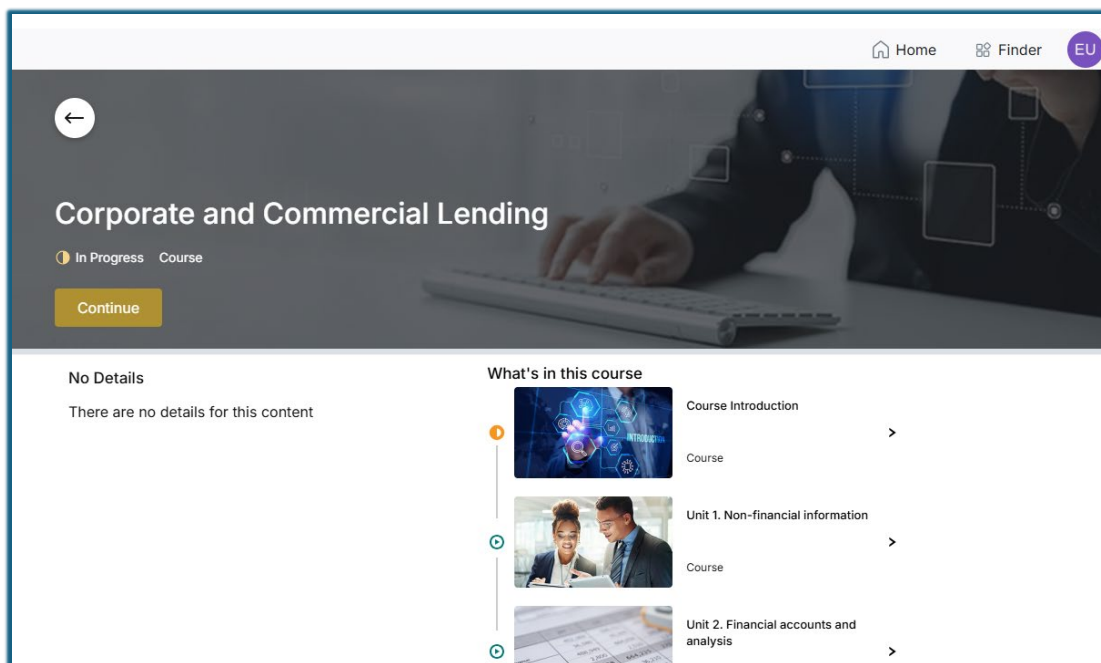 Home
Finder
EU
Corporate and Commercial Lending
In Progress
Course
Continue
No Details
There are no details for this content
What's in this course
INTRODUCTION
Course Introduction
Course
Unit 1. Non-financial information
Course
Unit 2. Financial accounts and
analysis